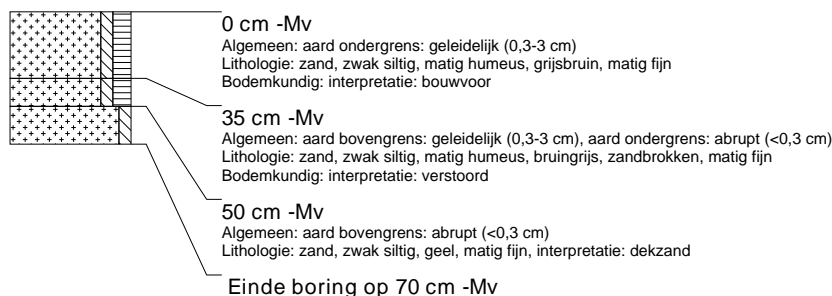 0 cm -Mv
Algemeen: aard ondergrens: geleidelijk (0,3-3 cm)
Lithologie: zand, zwak siltig, matig humeus, grijsbruin, matig fijn
Bodemkundig: interpretatie: bouwvoor
35 cm -Mv
Algemeen: aard bovengrens: geleidelijk (0,3-3 cm), aard ondergrens: abrupt (<0,3 cm)
Lithologie: zand, zwak siltig, matig humeus, bruingrijs, zandbrokken, matig fijn
Bodemkundig: interpretatie: verstoord
50 cm -Mv
Algemeen: aard bovengrens: abrupt (<0,3 cm)
Lithologie: zand, zwak siltig, geel, matig fijn, interpretatie: dekzand
Einde boring op 70 cm -Mv